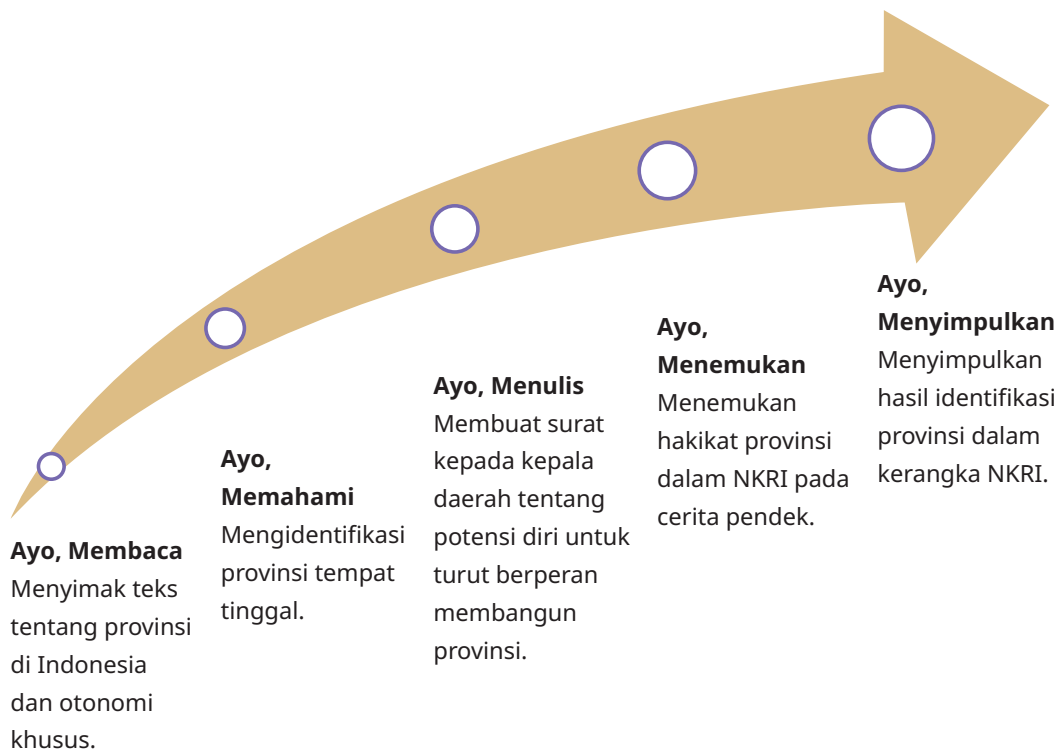 Ayo, Membaca
Menyimak teks
tentang provinsi
di Indonesia
dan otonomi
khusus.
Ayo,
Memahami
Mengidentifikasi
provinsi tempat
tinggal.
Ayo, Menulis
Membuat surat
kepada kepala
daerah tentang
potensi diri untuk
turut berperan
membangun
provinsi.
Ayo,
Menemukan
Menemukan
hakikat provinsi
dalam NKRI pada
cerita pendek.
Ayo,
Menyimpulkan
Menyimpulkan
hasil identifikasi
provinsi dalam
kerangka NKRI.